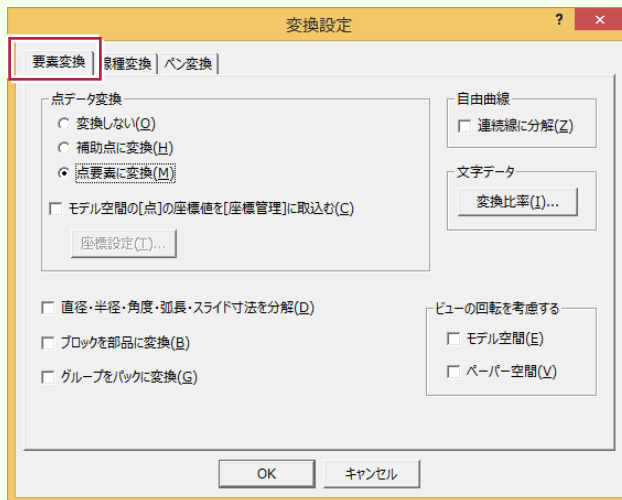 変換設定
? ×
要素変換 線種変換 ペン変換
点データ変換
変換しない(O)
補助点に変換(H)
点要素に変換(M)
モデル空間の[点]の座標値を[座標管理]に取込む(C)
座標設定(T)...
自由曲線
連続線に分解(Z)
文字データ
変換比率(I)...
直径・半径・角度・弧長・スライド寸法を分解(D)
ブロックを部品に変換(B)
グループをパックに変換(G)
ビューの回転を考慮する
モデル空間(E)
ペーパー空間(V)
OK キャンセル